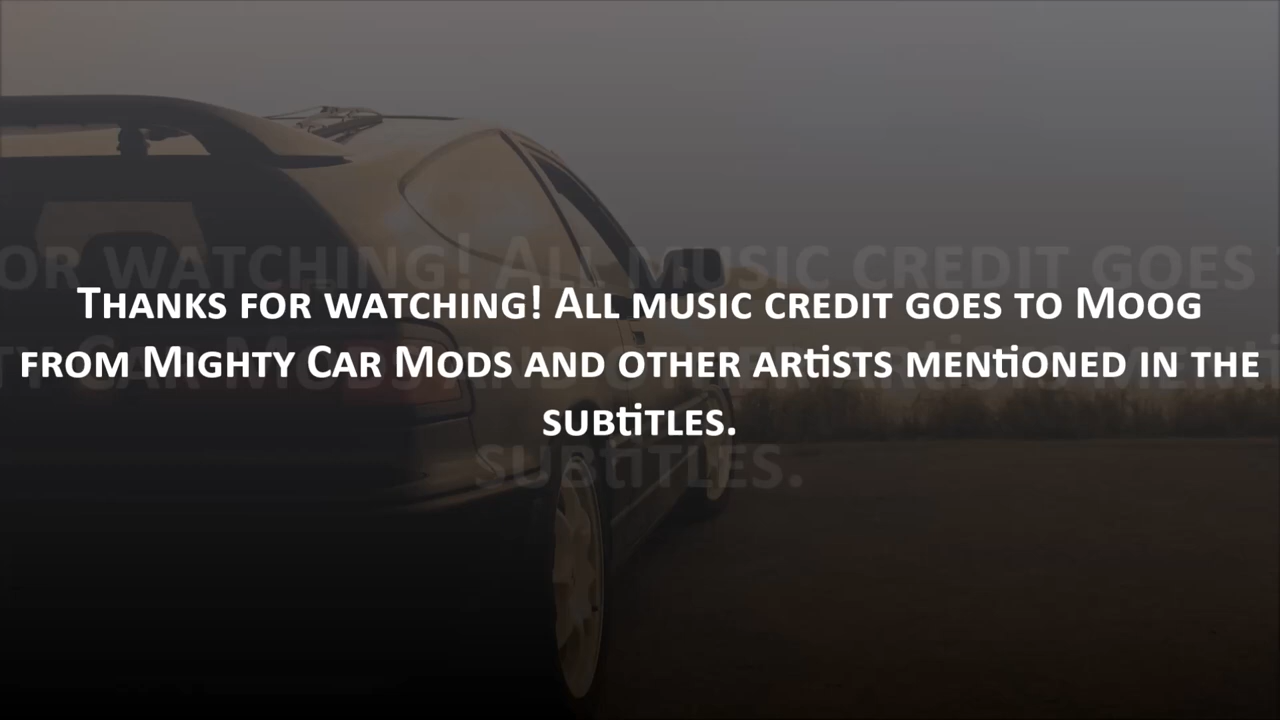 Thanks for watching! All music credit goes to Moog
from Mighty Car Mods and other artists mentioned in the
subtitles.